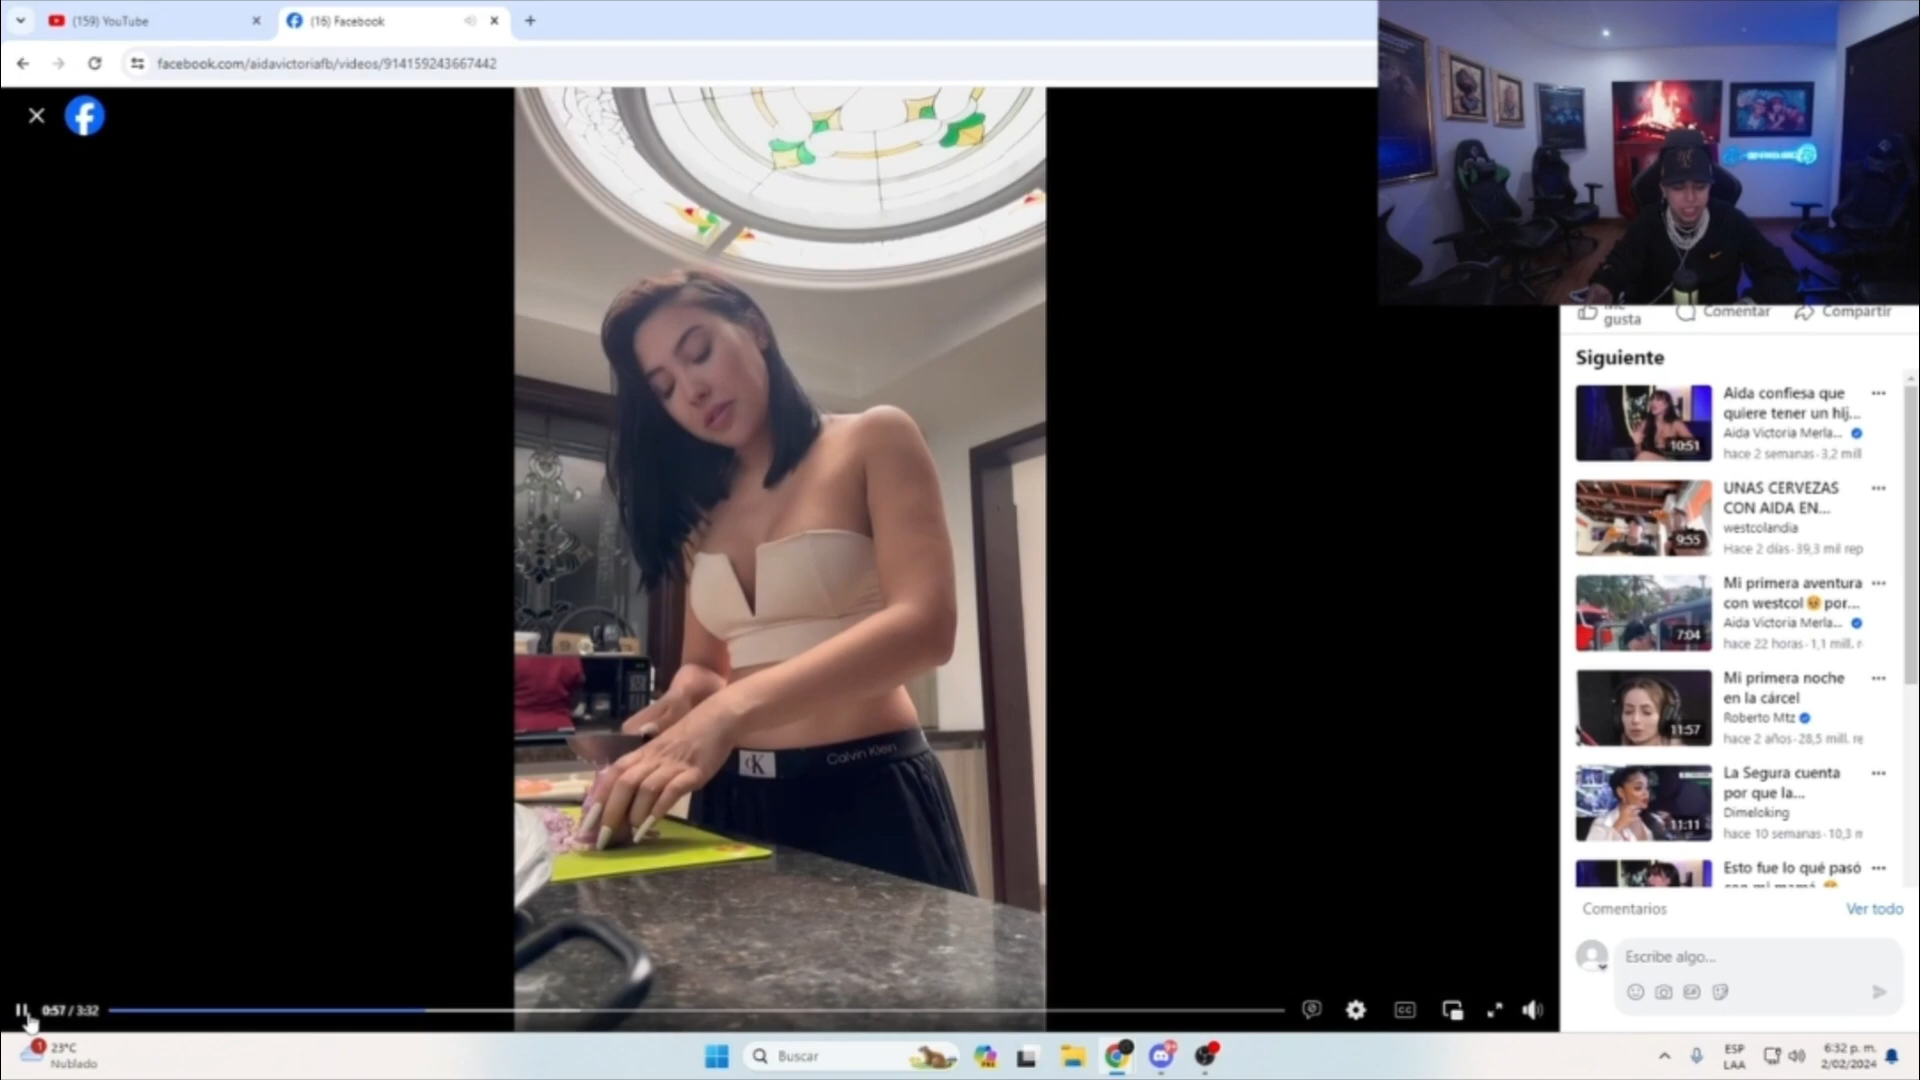 (159) YouTube
(16) Facebook
facebook.com/aidavictoriafb/videos/914159243667442
gusta
Comentar
Compartir
Siguiente
Aida confiesa que
quiere tener un hij...
Aida Victoria Merla...
hace 2 semanas · 3,2 mill
10:51
UNAS CERVEZAS
CON AIDA EN...
westcolandia
Hace 2 días · 39,3 mil rep
9:55
Mi primera aventura
con westcol 😣 por...
Aida Victoria Merla...
hace 22 horas · 1,1 mill. r
7:04
Mi primera noche
en la cárcel
Roberto Mtz
hace 2 años · 28,5 mill. re
11:57
La Segura cuenta
por que la...
Dimeloking
hace 10 semanas · 10,3 m
11:11
Esto fue lo qué pasó
Comentarios
Ver todo
Escribe algo...
CK
Calvin Klein
0:57 / 3:32
23°C
Nublado
Buscar
ESP
LAA
6:32 p. m.
2/02/2024